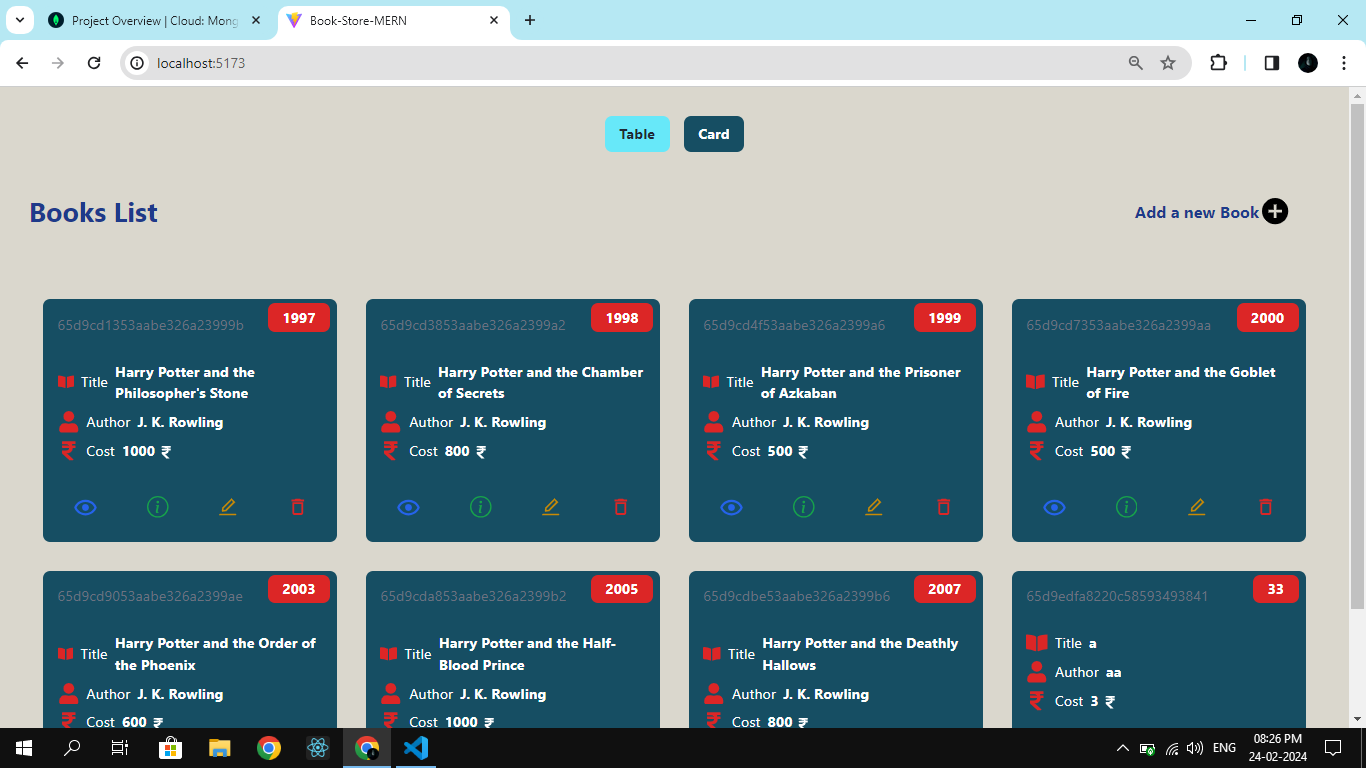 Project Overview | Cloud: Mong
Book-Store-MERN
localhost:5173
Table
Card
Books List
Add a new Book
65d9cd1353aabe326a23999b
1997
Title Harry Potter and the
Philosopher's Stone
Author J. K. Rowling
Cost 1000 ₹
65d9cd3853aabe326a2399a2
1998
Title Harry Potter and the Chamber
of Secrets
Author J. K. Rowling
Cost 800 ₹
65d9cd4f53aabe326a2399a6
1999
Title Harry Potter and the Prisoner
of Azkaban
Author J. K. Rowling
Cost 500 ₹
65d9cd7353aabe326a2399aa
2000
Title Harry Potter and the Goblet
of Fire
Author J. K. Rowling
Cost 500 ₹
65d9cd9053aabe326a2399ae
2003
Title Harry Potter and the Order of
the Phoenix
Author J. K. Rowling
Cost 600 ₹
65d9cda853aabe326a2399b2
2005
Title Harry Potter and the Half-
Blood Prince
Author J. K. Rowling
Cost 1000 ₹
65d9cdbe53aabe326a2399b6
2007
Title Harry Potter and the Deathly
Hallows
Author J. K. Rowling
Cost 800 ₹
65d9edfa8220c58593493841
33
Title a
Author aa
Cost 3 ₹
ENG
08:26 PM
24-02-2024